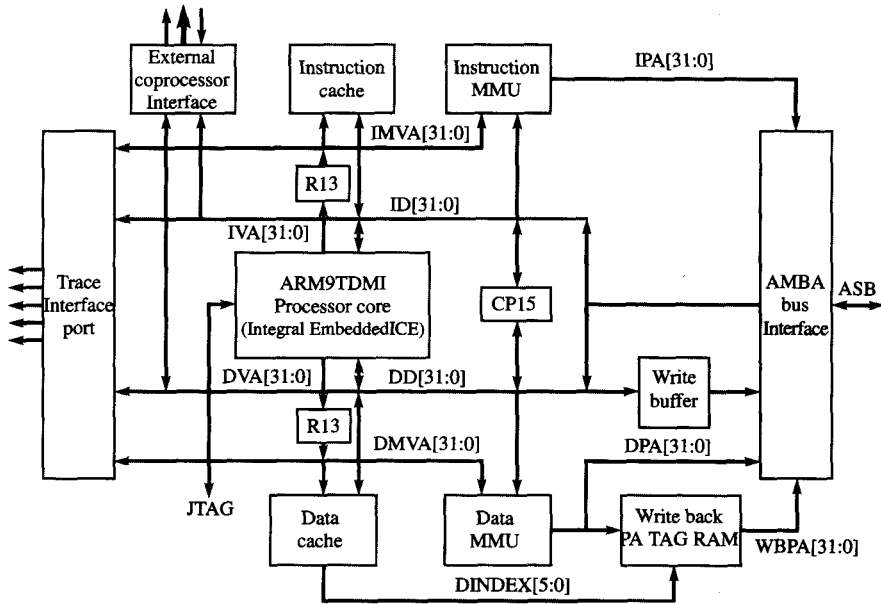 External
coprocessor
Interface
Instruction
cache
Instruction
MMU
IPA[31:0]
IMVA[31:0]
R13
ID[31:0]
IVA[31:0]
Trace
Interface
port
ARM9TDMI
Processor core
(Integral EmbeddedICE)
CP15
AMBA
bus
Interface
ASB
DVA[31:0]
DD[31:0]
Write
buffer
R13
DMVA[31:0]
DPA[31:0]
JTAG
Data
cache
Data
MMU
Write back
PA TAG RAM
WBPA[31:0]
DINDEX[5:0]